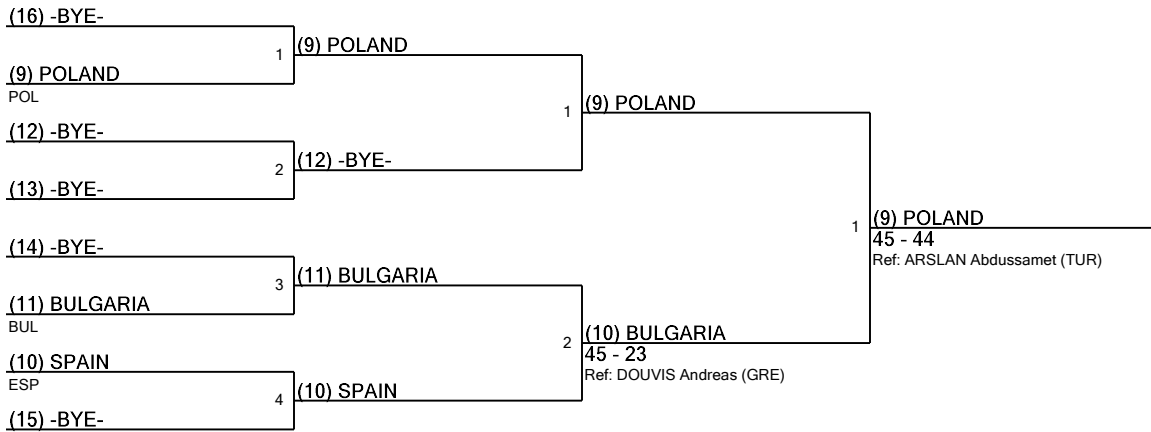 (16) -BYE-
1
(9) POLAND
(9) POLAND
POL
1
(9) POLAND
(12) -BYE-
2
(12) -BYE-
(13) -BYE-
1
(9) POLAND
45 - 44
Ref: ARSLAN Abdussamet (TUR)
(14) -BYE-
3
(11) BULGARIA
(11) BULGARIA
BUL
2
(10) BULGARIA
45 - 23
Ref: DOUVIS Andreas (GRE)
(10) SPAIN
ESP
4
(10) SPAIN
(15) -BYE-